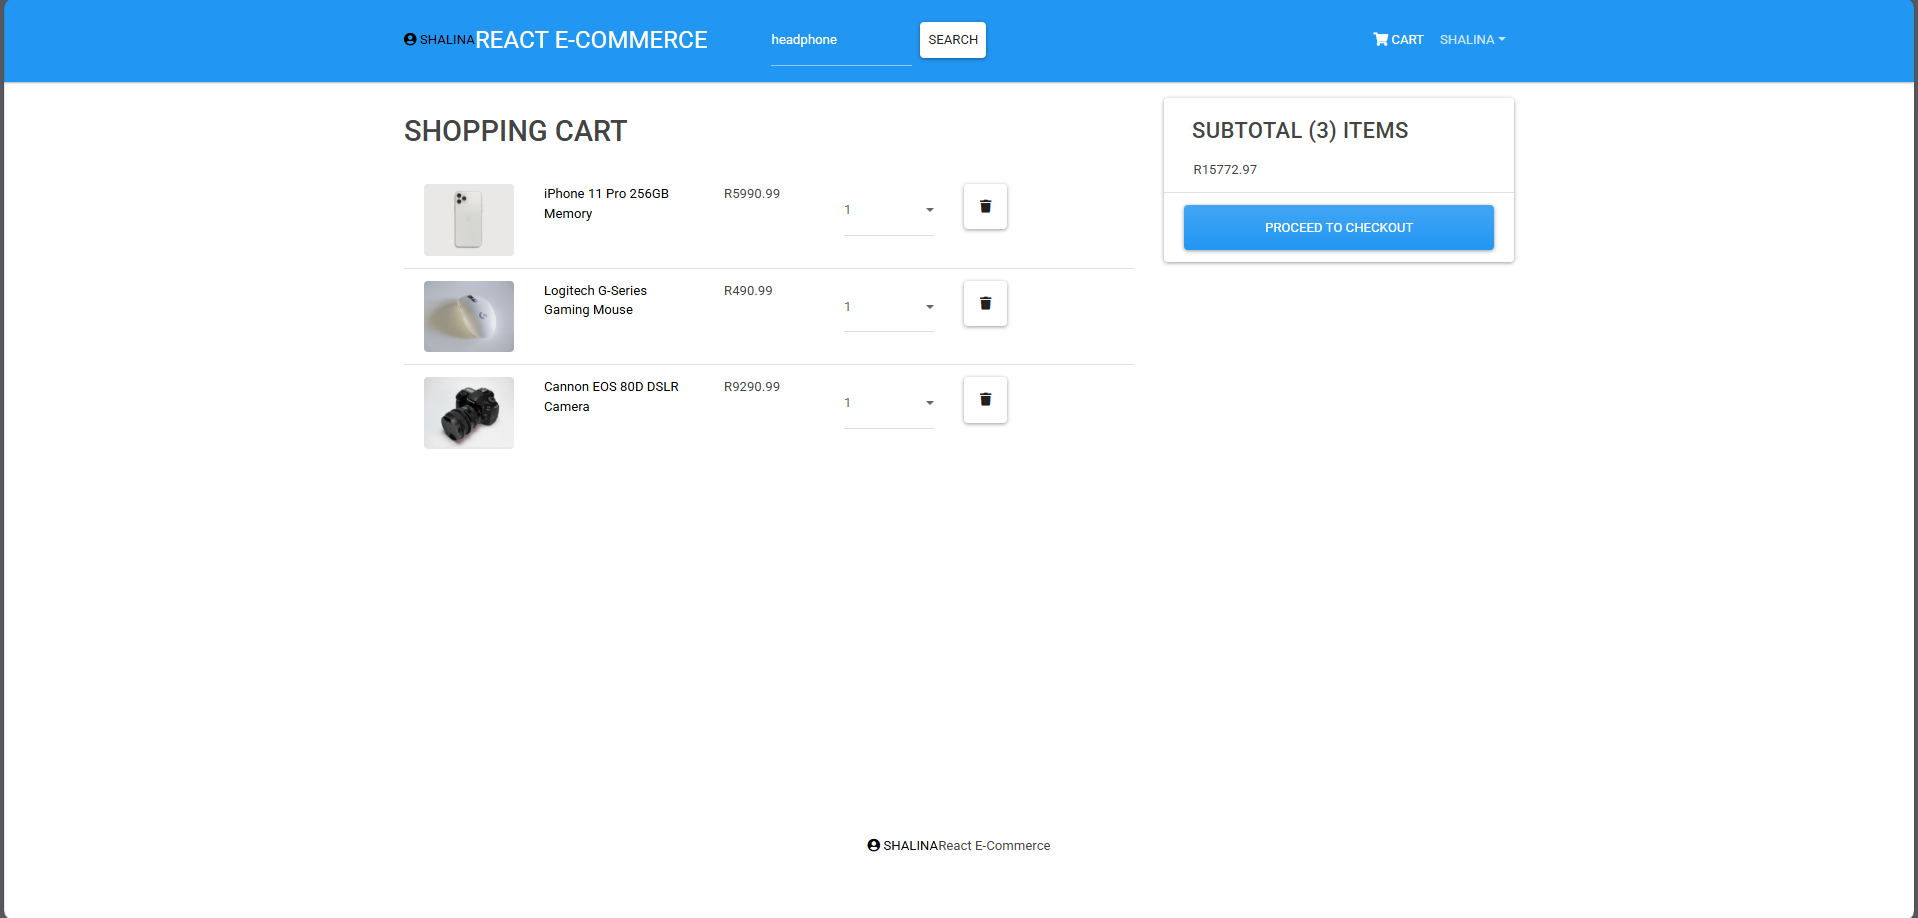 SHALINAREACT E-COMMERCE
headphone
SEARCH
CART
SHALINA
SHOPPING CART
iPhone 11 Pro 256GB
Memory
R5990.99
1
Logitech G-Series
Gaming Mouse
R490.99
1
Cannon EOS 80D DSLR
Camera
R9290.99
1
SUBTOTAL (3) ITEMS
R15772.97
PROCEED TO CHECKOUT
SHALINAReact E-Commerce